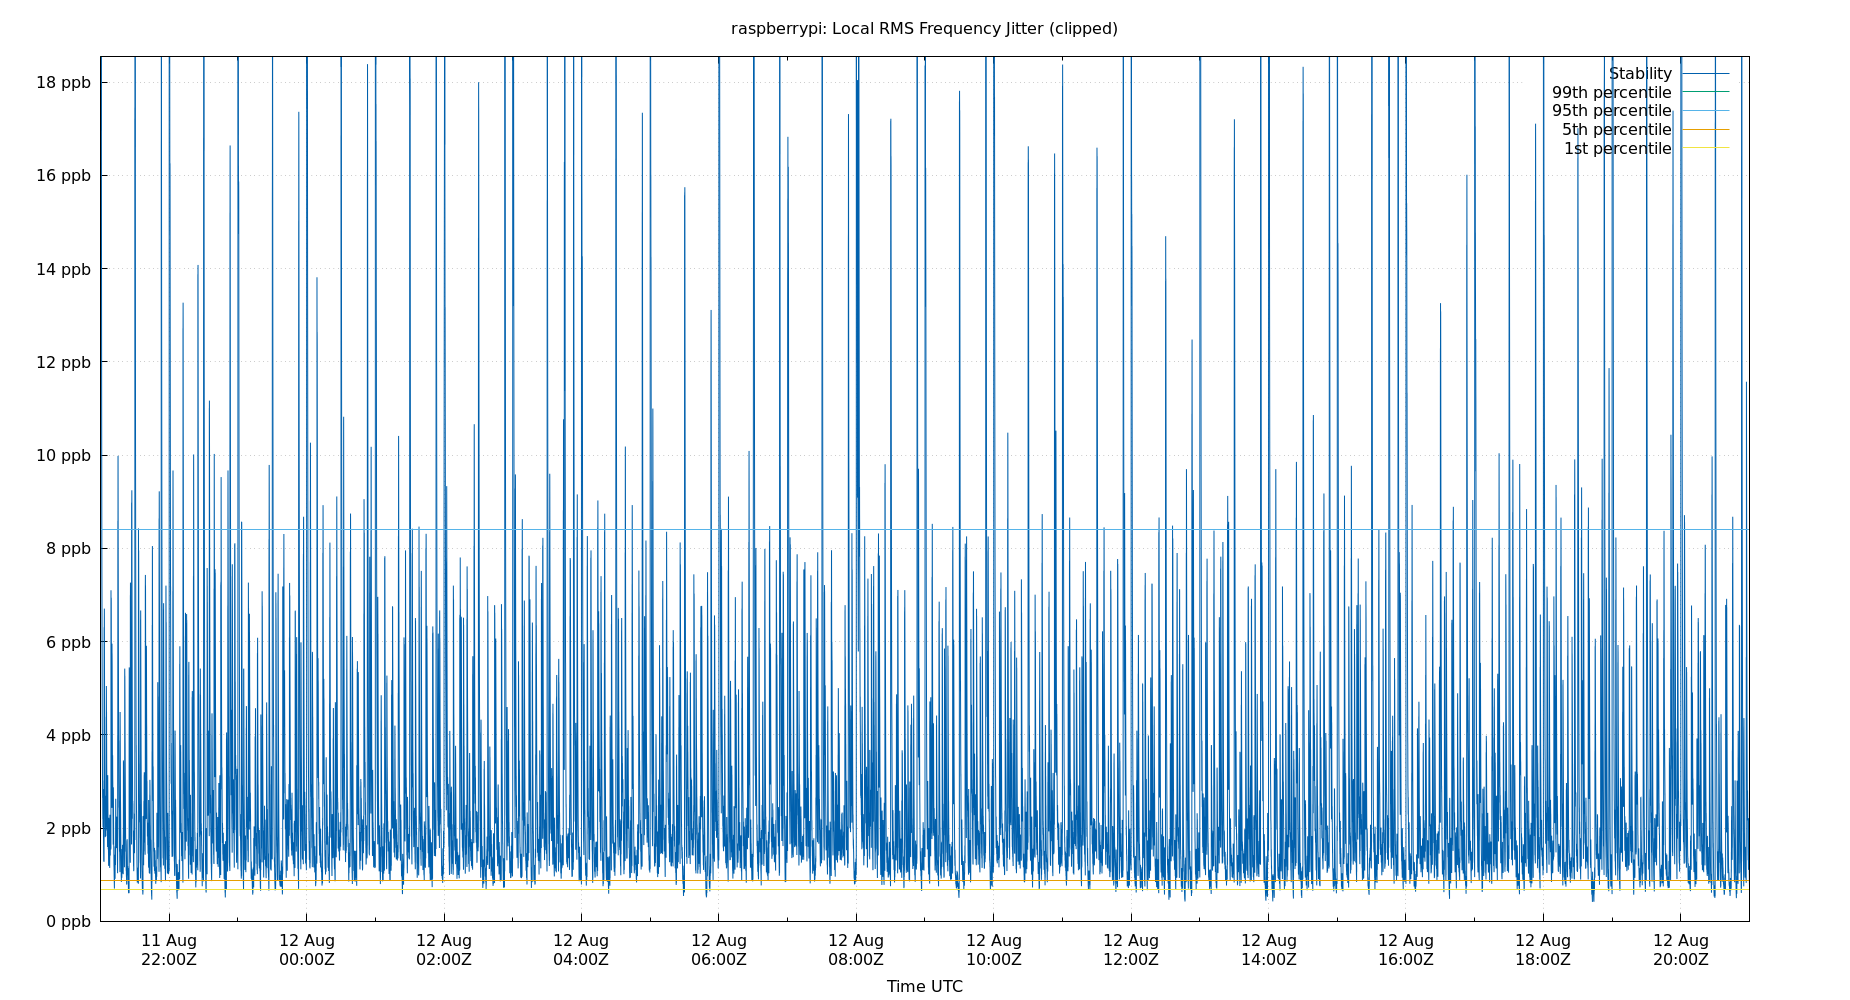 raspberrypi: Local RMS Frequency Jitter (clipped)
Stability
99th percentile
95th percentile
5th percentile
1st percentile
18 ppb
16 ppb
14 ppb
12 ppb
10 ppb
8 ppb
6 ppb
4 ppb
2 ppb
0 ppb
11 Aug 12 Aug 12 Aug 12 Aug 12 Aug 12 Aug 12 Aug 12 Aug 12 Aug 12 Aug 12 Aug 12 Aug
22:00Z 00:00Z 02:00Z 04:00Z 06:00Z 08:00Z 10:00Z 12:00Z 14:00Z 16:00Z 18:00Z 20:00Z
Time UTC